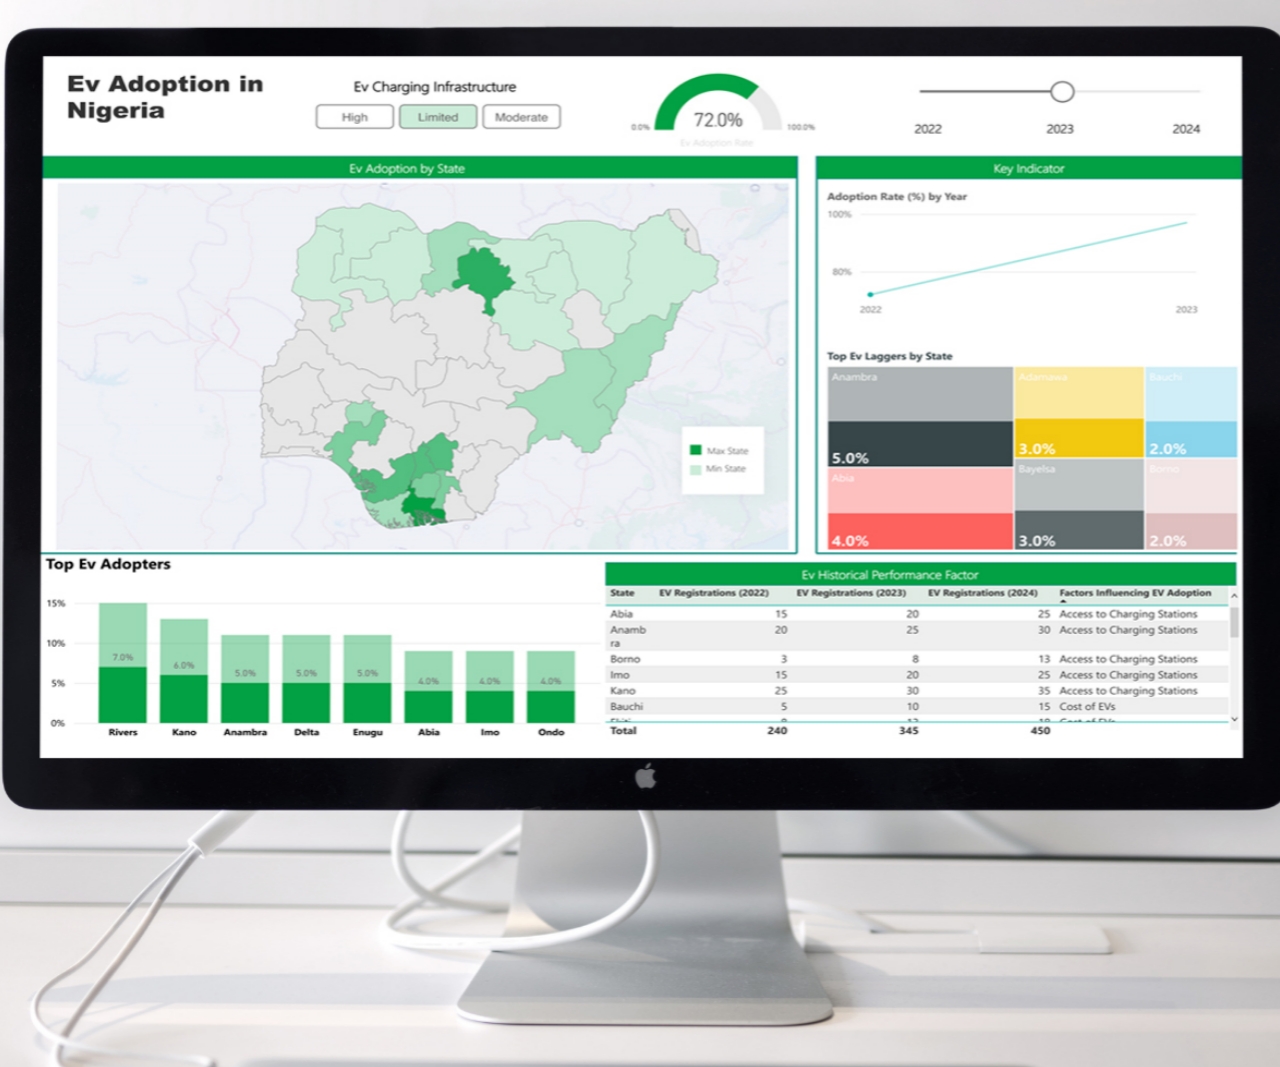 Ev Adoption in
Nigeria
Ev Charging Infrastructure
High
Limited
Moderate
0.0%
72.0%
100.0%
Ev Adoption Rate
2022
2023
2024
Ev Adoption by State
Max State
Min State
Key Indicator
Adoption Rate (%) by Year
100%
80%
2022
2023
Top Ev Laggers by State
Anambra
5.0%
Abia
4.0%
Adamawa
3.0%
Bayelsa
3.0%
Bauchi
2.0%
Borno
2.0%
Top Ev Adopters
15%
10%
5%
0%
7.0%
6.0%
5.0%
5.0%
5.0%
4.0%
4.0%
4.0%
Rivers
Kano
Anambra
Delta
Enugu
Abia
Imo
Ondo
Ev Historical Performance Factor
State EV Registrations (2022) EV Registrations (2023) EV Registrations (2024) Factors Influencing EV Adoption
Abia 15 20 25 Access to Charging Stations
Anamb 20 25 30 Access to Charging Stations
ra
Borno 3 8 13 Access to Charging Stations
Imo 15 20 25 Access to Charging Stations
Kano 25 30 35 Access to Charging Stations
Bauchi 5 10 15 Cost of EVs
Total 240 345 450